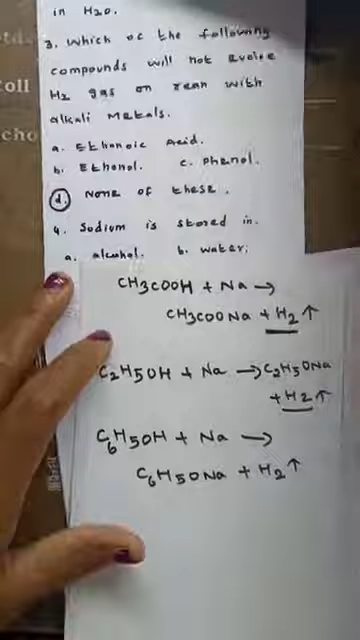 in H2O.
3. Which oc the following
compounds will not evolve
H2 gas on rean with
alkali Metals.
a. Ethanoic Acid.
b. Ethanol. c. Phenol.
d. None of these.
4. Sodium is stored in.
a. alcohol. b. water.
CH3COOH + Na →
CH3COONa + H2 ↑
C2H5OH + Na → C2H5ONa
+ H2 ↑
C6H5OH + Na →
C6H5ONa + H2 ↑